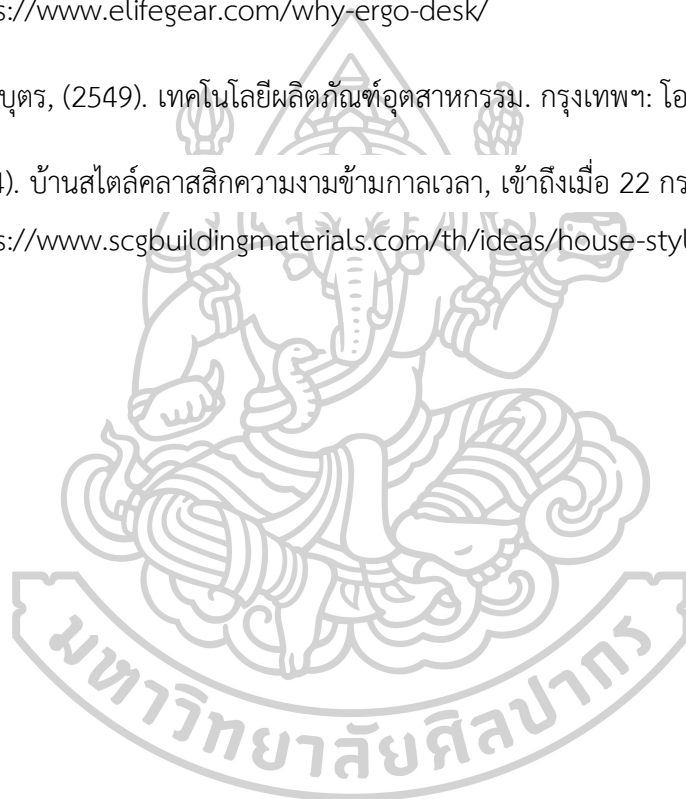 s://www.elifegear.com/why-ergo-desk/
บุตร, (2549). เทคโนโลยีผลิตภัณฑ์อุตสาหกรรม. กรุงเทพฯ: โอ
4). บ้านสไตล์คลาสสิกความงามข้ามกาลเวลา, เข้าถึงเมื่อ 22 กร
s://www.scgbuildingmaterials.com/th/ideas/house-styl
มหาวิทยาลัยศิลปากร